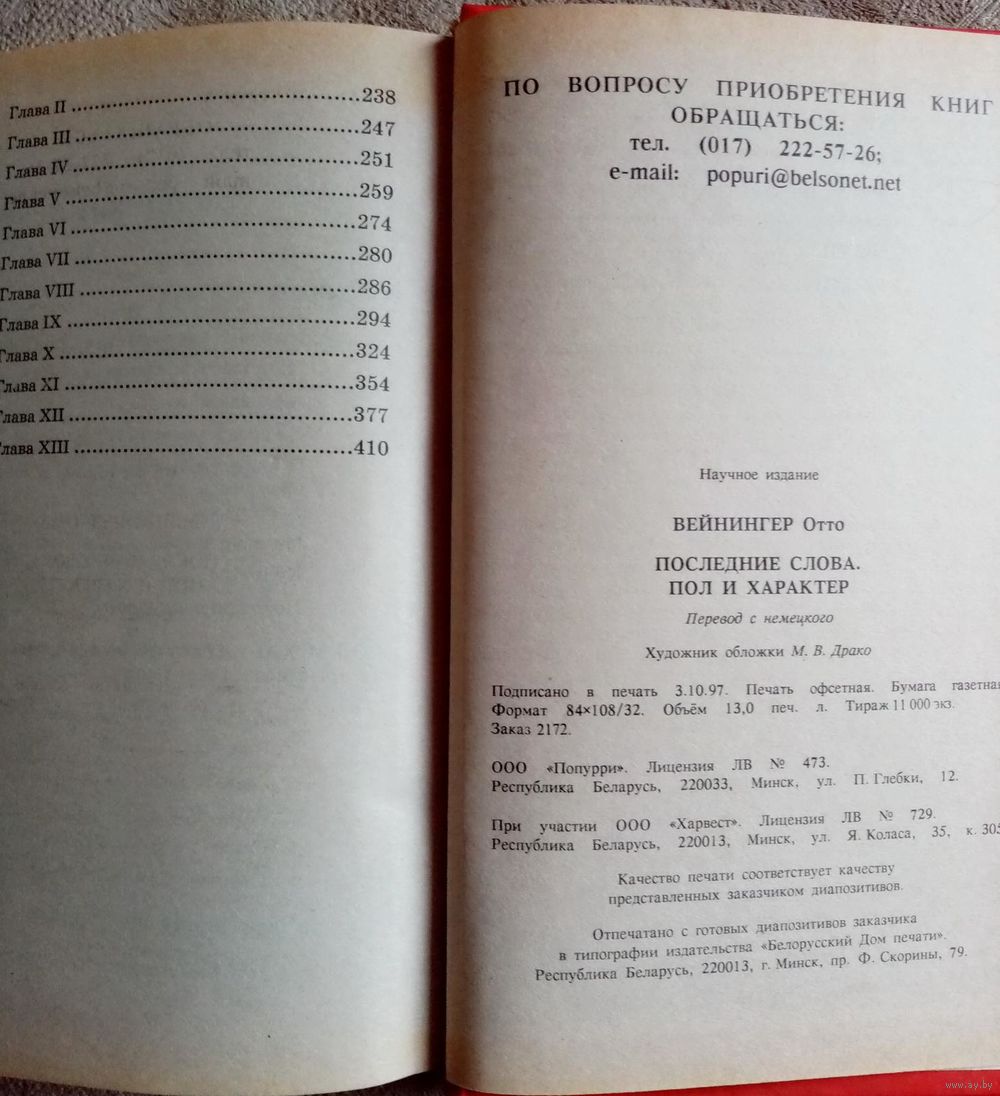 Глава II ........................................238
Глава III ........................................247
Глава IV ........................................251
Глава V ........................................259
Глава VI ........................................274
Глава VII ........................................280
Глава VIII ........................................286
Глава IX ........................................294
Глава X ........................................324
Глава XI ........................................354
Глава XII ........................................377
Глава XIII ........................................410
ПО ВОПРОСУ ПРИОБРЕТЕНИЯ КНИГ
ОБРАЩАТЬСЯ:
тел. (017) 222-57-26;
e-mail: popuri@belsonet.net
Научное издание
ВЕЙНИНГЕР Отто
ПОСЛЕДНИЕ СЛОВА.
ПОЛ И ХАРАКТЕР
Перевод с немецкого
Художник обложки М. В. Драко
Подписано в печать 3.10.97. Печать офсетная. Бумага газетная
Формат 84×108/32. Объём 13,0 печ. л. Тираж 11 000 экз.
Заказ 2172.
ООО «Попурри». Лицензия ЛВ № 473.
Республика Беларусь, 220033, Минск, ул. П. Глебки, 12.
При участии ООО «Харвест». Лицензия ЛВ № 729.
Республика Беларусь, 220013, Минск, ул. Я. Коласа, 35, к. 305
Качество печати соответствует качеству
представленных заказчиком диапозитивов.
Отпечатано с готовых диапозитивов заказчика
в типографии издательства «Белорусский Дом печати».
Республика Беларусь, 220013, г. Минск, пр. Ф. Скорины, 79.
www.ay.by